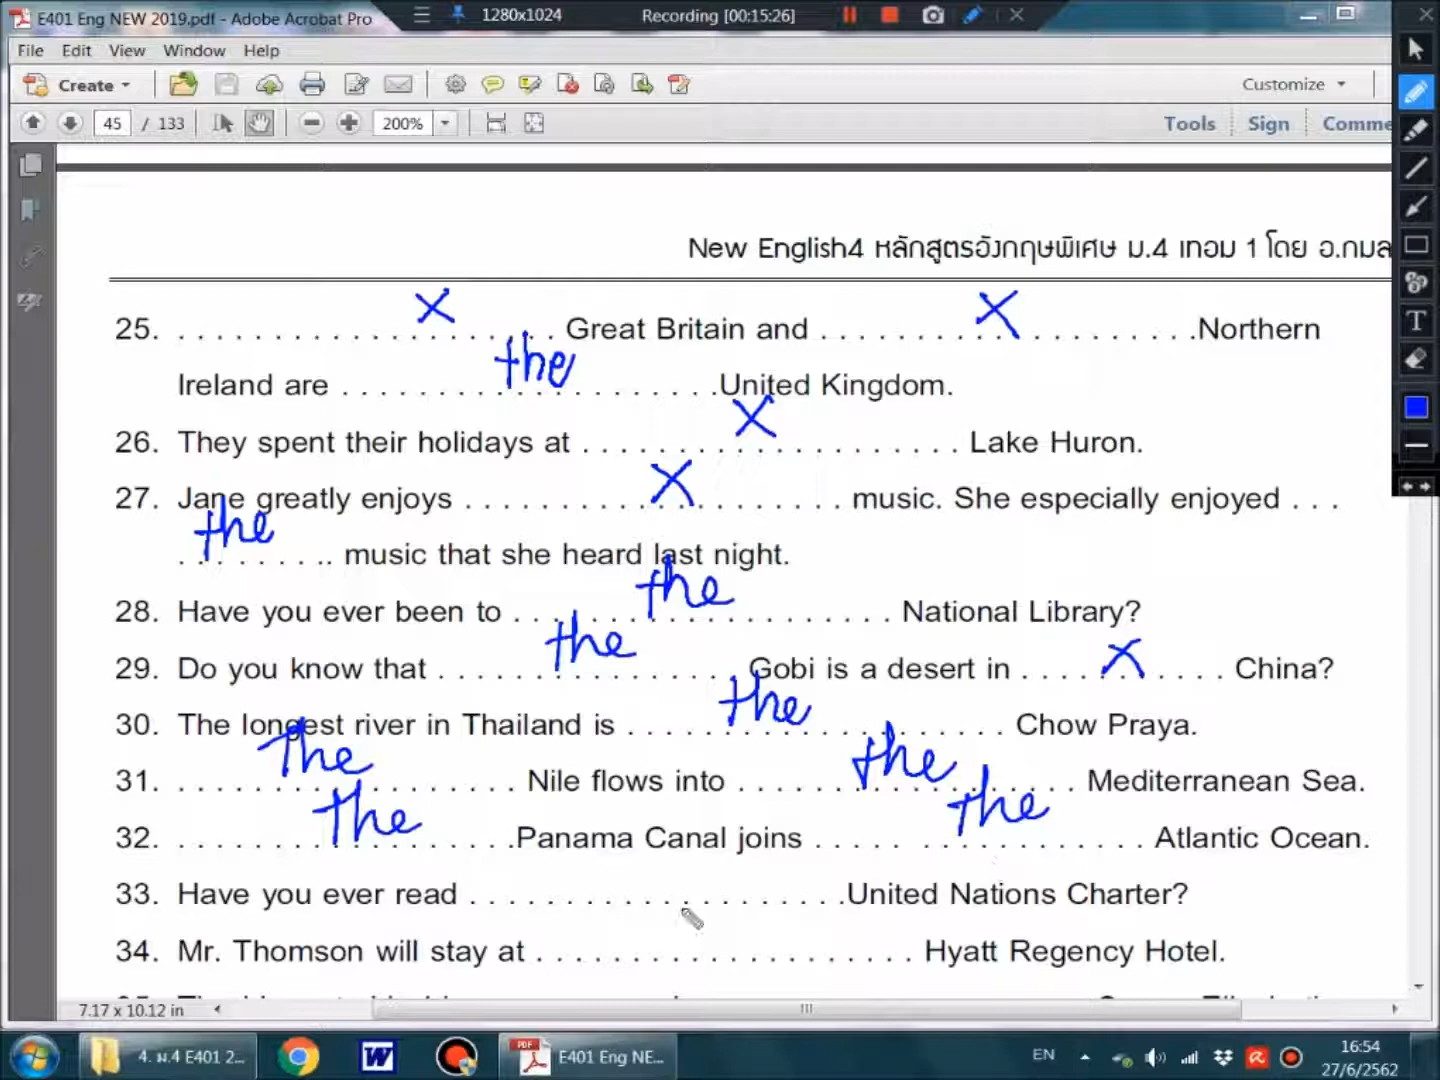 E401 Eng NEW 2019.pdf - Adobe Acrobat Pro
1280x1024
Recording [00:15:26]
File Edit View Window Help
Create
Customize
45 / 133
200%
Tools Sign Comme
New English4 หลักสูตรอังกฤษพิเศษ ม.4 เทอม 1 โดย อ.กมล
X X
25. . . . . . . . . . . . . . . . . . . . Great Britain and . . . . . . . . . . . . . . . . . . .Northern
the
Ireland are . . . . . . . . . . . . . . . . . . .United Kingdom.
X
26. They spent their holidays at . . . . . . . . . . . . . . . . . . . Lake Huron.
X
27. Jane greatly enjoys . . . . . . . . . . . . . . . . . . . music. She especially enjoyed . . .
the
. . . . . . . .. music that she heard last night.
the
28. Have you ever been to . . . . . . . . . . . . . . . . . . . National Library?
the X
29. Do you know that . . . . . . . . . . . . . . . Gobi is a desert in . . . . . . . . . . China?
the
30. The longest river in Thailand is . . . . . . . . . . . . . . . . . . . Chow Praya.
The the
31 . . . . . . . . . . . . . . . . . Nile flows into . . . . . . . . . . . . . . . . . Mediterranean Sea.
The the
32. . . . . . . . . . . . . . . . . .Panama Canal joins . . . . . . . . . . . . . . . . Atlantic Ocean.
33. Have you ever read . . . . . . . . . . . . . . . . . . .United Nations Charter?
34. Mr. Thomson will stay at . . . . . . . . . . . . . . . . . . . Hyatt Regency Hotel.
7.17 x 10.12 in
4. ม.4 E401 2...
E401 Eng NE...
EN
16:54
27/6/2562